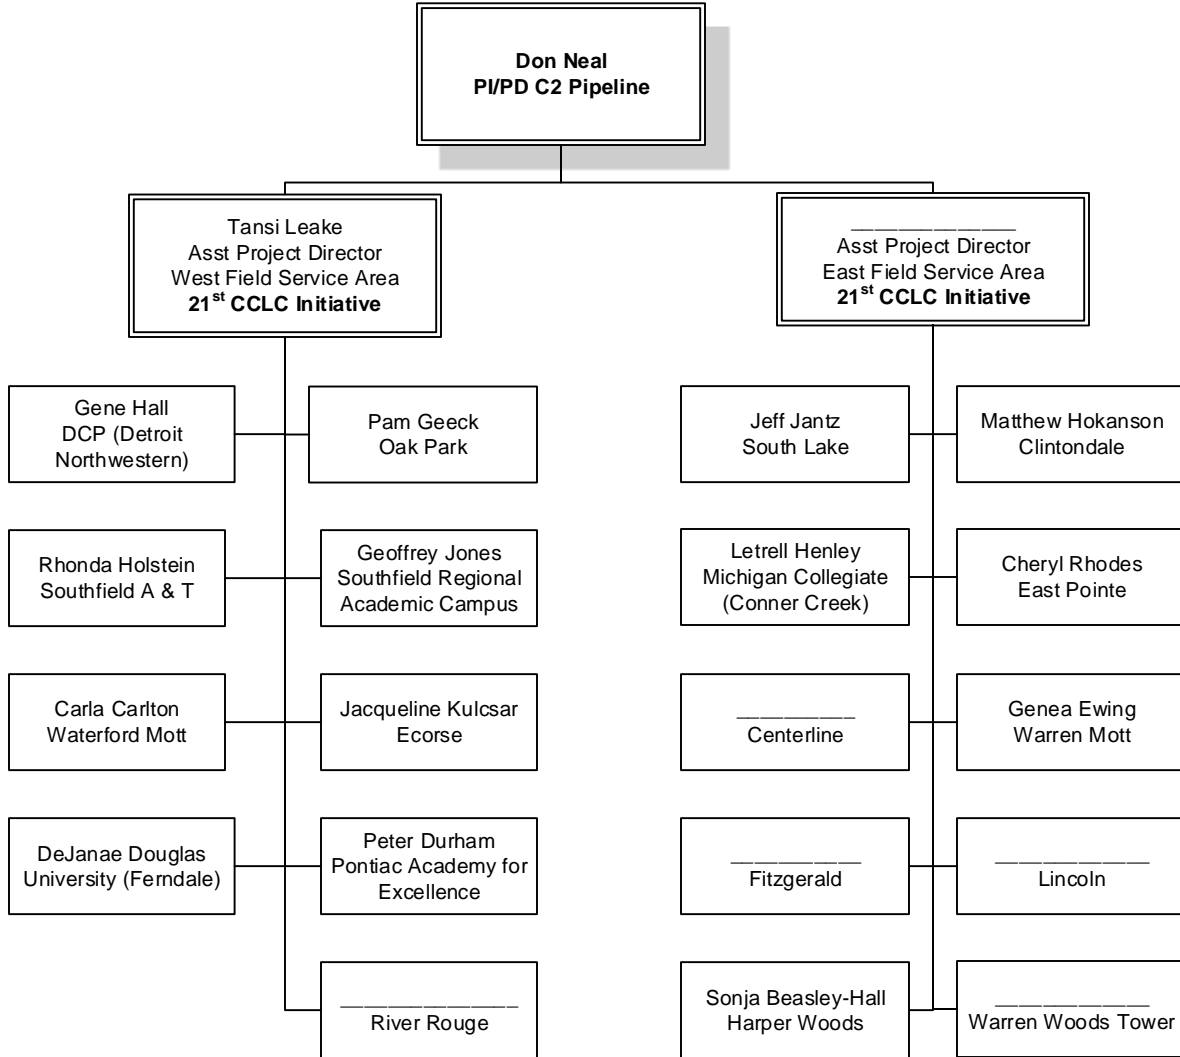 Don Neal
PI/PD C2 Pipeline
Tansi Leake
Asst Project Director
West Field Service Area
21st CCLC Initiative
______________
Asst Project Director
East Field Service Area
21st CCLC Initiative
Gene Hall
DCP (Detroit
Northwestern)
Pam Geeck
Oak Park
Jeff Jantz
South Lake
Matthew Hokanson
Clintondale
Rhonda Holstein
Southfield A & T
Geoffrey Jones
Southfield Regional
Academic Campus
Letrell Henley
Michigan Collegiate
(Conner Creek)
Cheryl Rhodes
East Pointe
Carla Carlton
Waterford Mott
Jacqueline Kulcsar
Ecorse
__________
Centerline
Genea Ewing
Warren Mott
DeJanae Douglas
University (Ferndale)
Peter Durham
Pontiac Academy for
Excellence
___________
Fitzgerald
_____________
Lincoln
_______________
River Rouge
Sonja Beasley-Hall
Harper Woods
_____________
Warren Woods Tower